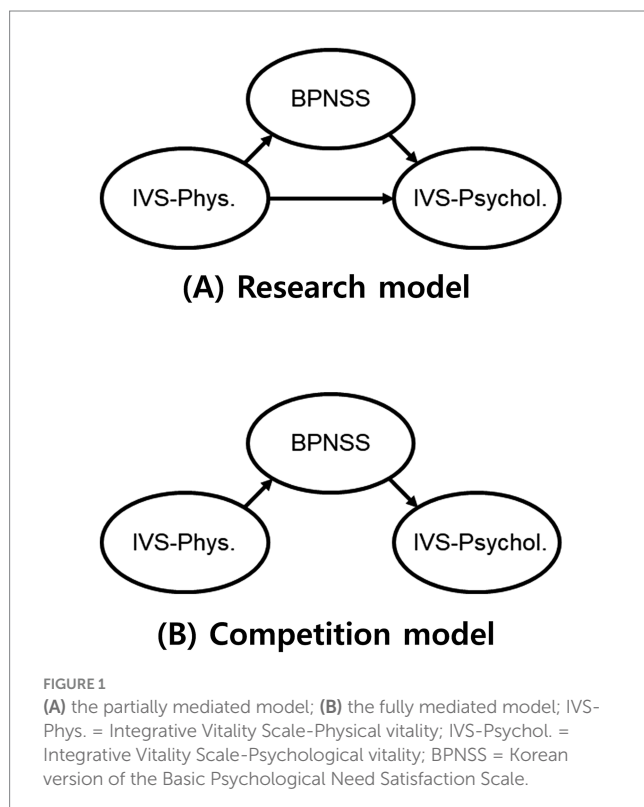 BPNSS
IVS-Phys.
IVS-Psychol.
(A) Research model
BPNSS
IVS-Phys.
IVS-Psychol.
(B) Competition model
FIGURE 1
(A) the partially mediated model; (B) the fully mediated model; IVS-
Phys. = Integrative Vitality Scale-Physical vitality; IVS-Psychol. =
Integrative Vitality Scale-Psychological vitality; BPNSS = Korean
version of the Basic Psychological Need Satisfaction Scale.